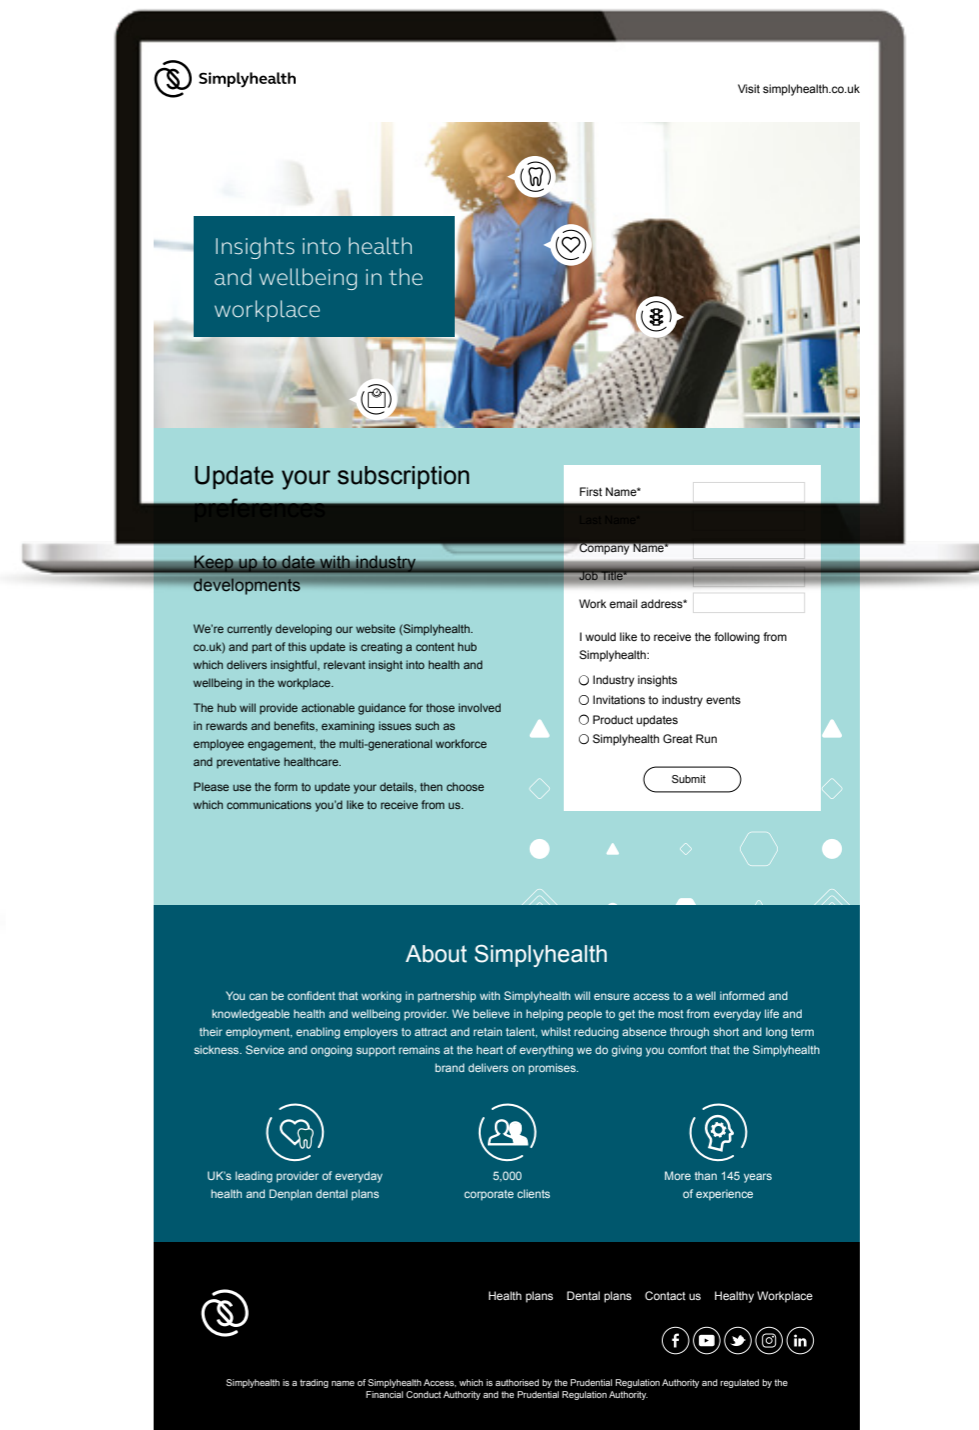 Simplyhealth
Visit simplyhealth.co.uk
Insights into health
and wellbeing in the
workplace
Update your subscription
preferences
Keep up to date with industry
developments
We're currently developing our website (Simplyhealth.
co.uk) and part of this update is creating a content hub
which delivers insightful, relevant insight into health and
wellbeing in the workplace.
The hub will provide actionable guidance for those involved
in rewards and benefits, examining issues such as
employee engagement, the multi-generational workforce
and preventative healthcare.
Please use the form to update your details, then choose
which communications you'd like to receive from us.
First Name*
Last Name*
Company Name*
Job Title*
Work email address*
I would like to receive the following from
Simplyhealth:
Industry insights
Invitations to industry events
Product updates
Simplyhealth Great Run
Submit
About Simplyhealth
You can be confident that working in partnership with Simplyhealth will ensure access to a well informed and
knowledgeable health and wellbeing provider. We believe in helping people to get the most from everyday life and
their employment, enabling employers to attract and retain talent, whilst reducing absence through short and long term
sickness. Service and ongoing support remains at the heart of everything we do giving you comfort that the Simplyhealth
brand delivers on promises.
UK's leading provider of everyday
health and Denplan dental plans
5,000
corporate clients
More than 145 years
of experience
Health plans Dental plans Contact us Healthy Workplace
Simplyhealth is a trading name of Simplyhealth Access, which is authorised by the Prudential Regulation Authority and regulated by the
Financial Conduct Authority and the Prudential Regulation Authority.